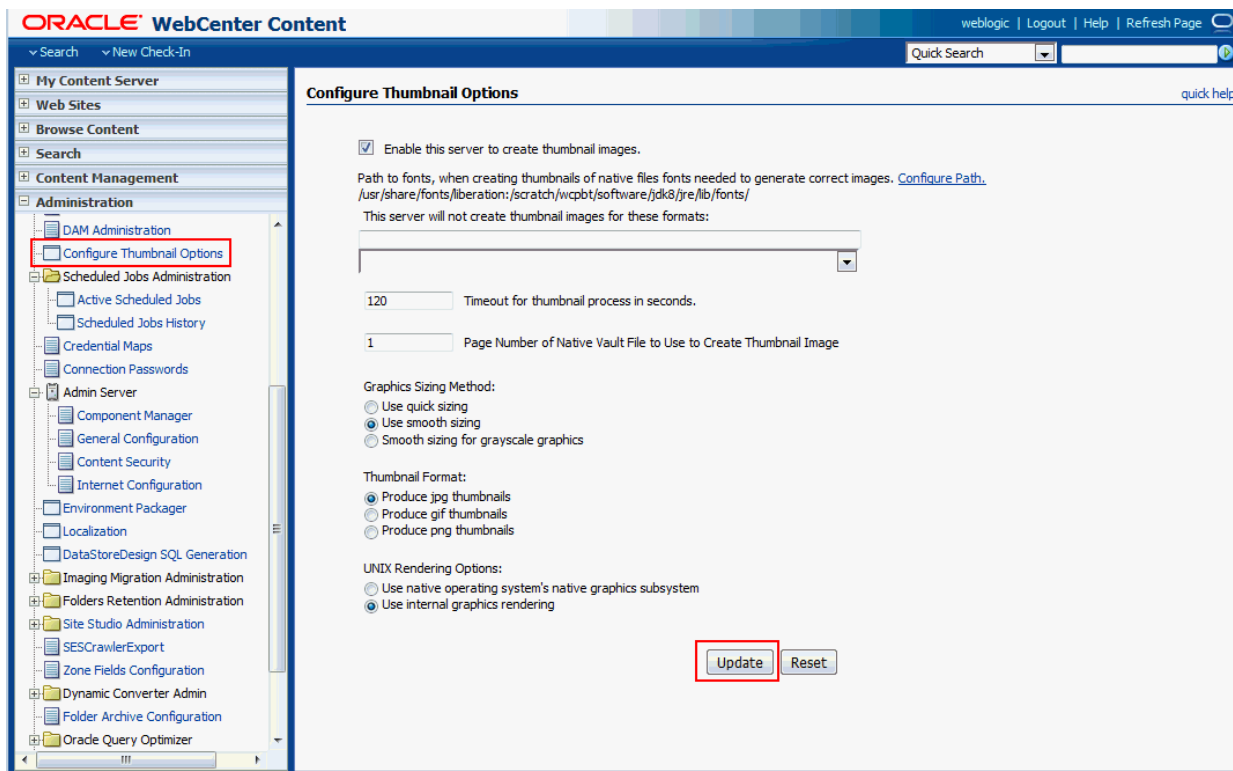 ORACLE WebCenter Content
weblogic | Logout | Help | Refresh Page
Search New Check-In
Quick Search
My Content Server
Web Sites
Browse Content
Search
Content Management
Administration
DAM Administration
Configure Thumbnail Options
Scheduled Jobs Administration
Active Scheduled Jobs
Scheduled Jobs History
Credential Maps
Connection Passwords
Admin Server
Component Manager
General Configuration
Content Security
Internet Configuration
Environment Packager
Localization
DataStoreDesign SQL Generation
Imaging Migration Administration
Folders Retention Administration
Site Studio Administration
SESCrawlerExport
Zone Fields Configuration
Dynamic Converter Admin
Folder Archive Configuration
Oracle Query Optimizer
Configure Thumbnail Options
quick help
Enable this server to create thumbnail images.
Path to fonts, when creating thumbnails of native files fonts needed to generate correct images. Configure Path.
/usr/share/fonts/liberation:/scratch/wcpbt/software/jdk8/jre/lib/fonts/
This server will not create thumbnail images for these formats:
120 Timeout for thumbnail process in seconds.
1 Page Number of Native Vault File to Use to Create Thumbnail Image
Graphics Sizing Method:
Use quick sizing
Use smooth sizing
Smooth sizing for grayscale graphics
Thumbnail Format:
Produce jpg thumbnails
Produce gif thumbnails
Produce png thumbnails
UNIX Rendering Options:
Use native operating system's native graphics subsystem
Use internal graphics rendering
Update Reset